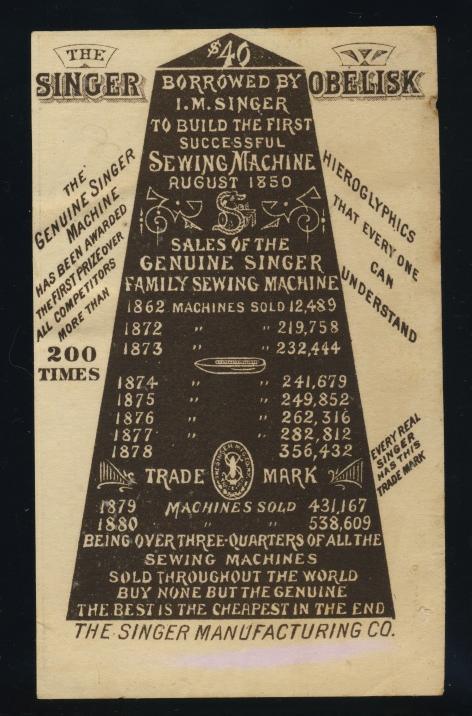 THE
SINGER
OBELISK
$40
BORROWED BY
I.M. SINGER
TO BUILD THE FIRST
SUCCESSFUL
SEWING MACHINE
AUGUST 1850
THE
GENUINE SINGER
MACHINE
HAS BEEN AWARDED
THE FIRST PRIZE OVER
ALL COMPETITORS
MORE THAN
200
TIMES
HIEROGLYPHICS
THAT EVERY ONE
CAN
UNDERSTAND
SALES OF THE
GENUINE SINGER
FAMILY SEWING MACHINE
1862 MACHINES SOLD 12,489
1872 " " 219,758
1873 " " 232,444
1874 " " 241,679
1875 " " 249,852
1876 " " 262,316
1877 " " 282,812
1878 356,432
TRADE MARK
EVERY REAL
SINGER
HAS THIS
TRADE MARK
1879 MACHINES SOLD 431,167
1880 " " 538,609
BEING OVER THREE-QUARTERS OF ALL THE
SEWING MACHINES
SOLD THROUGHOUT THE WORLD
BUY NONE BUT THE GENUINE
THE BEST IS THE CHEAPEST IN THE END
THE SINGER MANUFACTURING CO.